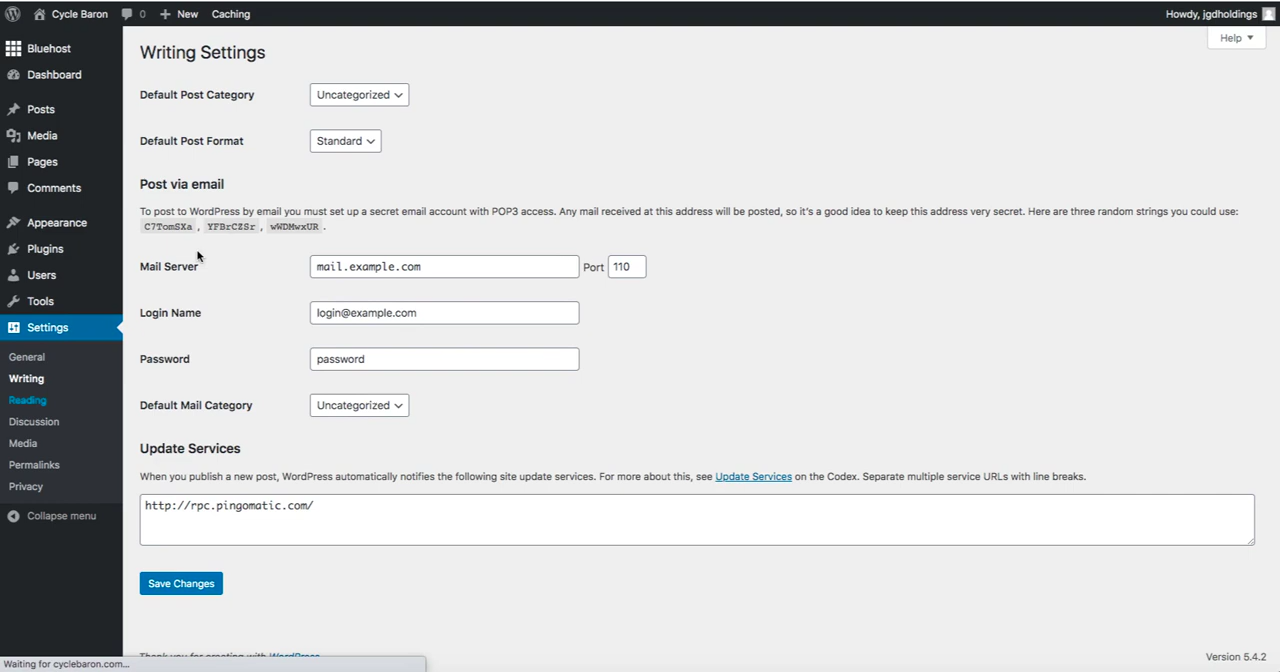 Cycle Baron 0 New Caching Howdy, jgdholdings
Help
Bluehost
Dashboard
Posts
Media
Pages
Comments
Appearance
Plugins
Users
Tools
Settings
General
Writing
Reading
Discussion
Media
Permalinks
Privacy
Collapse menu
Writing Settings
Default Post Category Uncategorized
Default Post Format Standard
Post via email
To post to WordPress by email you must set up a secret email account with POP3 access. Any mail received at this address will be posted, so it's a good idea to keep this address very secret. Here are three random strings you could use:
C7TomSXa , YFBrCZSr , wWDMwxUR .
Mail Server mail.example.com Port 110
Login Name login@example.com
Password password
Default Mail Category Uncategorized
Update Services
When you publish a new post, WordPress automatically notifies the following site update services. For more about this, see Update Services on the Codex. Separate multiple service URLs with line breaks.
http://rpc.pingomatic.com/
Save Changes
Thank you for creating with WordPress
Version 5.4.2
Waiting for cyclebaron.com...